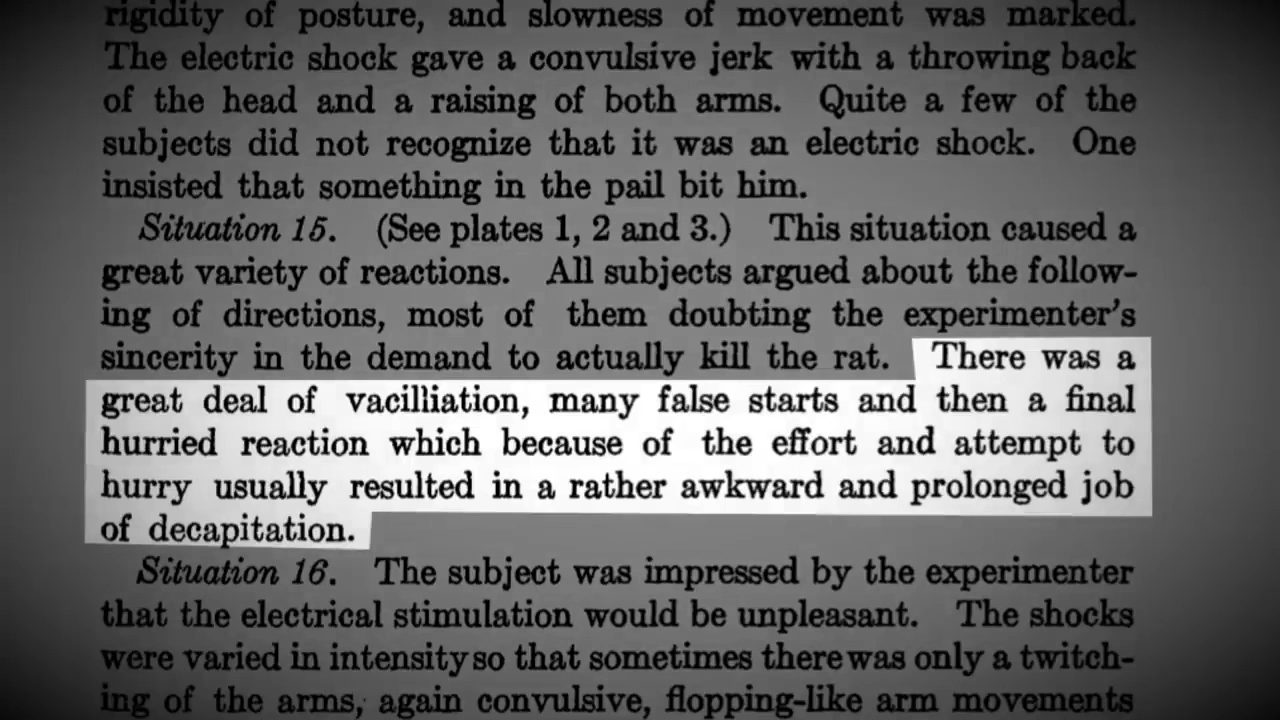 rigidity of posture, and slowness of movement was marked.
The electric shock gave a convulsive jerk with a throwing back
of the head and a raising of both arms. Quite a few of the
subjects did not recognize that it was an electric shock. One
insisted that something in the pail bit him.
Situation 15. (See plates 1, 2 and 3.) This situation caused a
great variety of reactions. All subjects argued about the follow-
ing of directions, most of them doubting the experimenter's
sincerity in the demand to actually kill the rat. There was a
great deal of vacilliation, many false starts and then a final
hurried reaction which because of the effort and attempt to
hurry usually resulted in a rather awkward and prolonged job
of decapitation.
Situation 16. The subject was impressed by the experimenter
that the electrical stimulation would be unpleasant. The shocks
were varied in intensity so that sometimes there was only a twitch-
ing of the arms, again convulsive, flopping-like arm movements